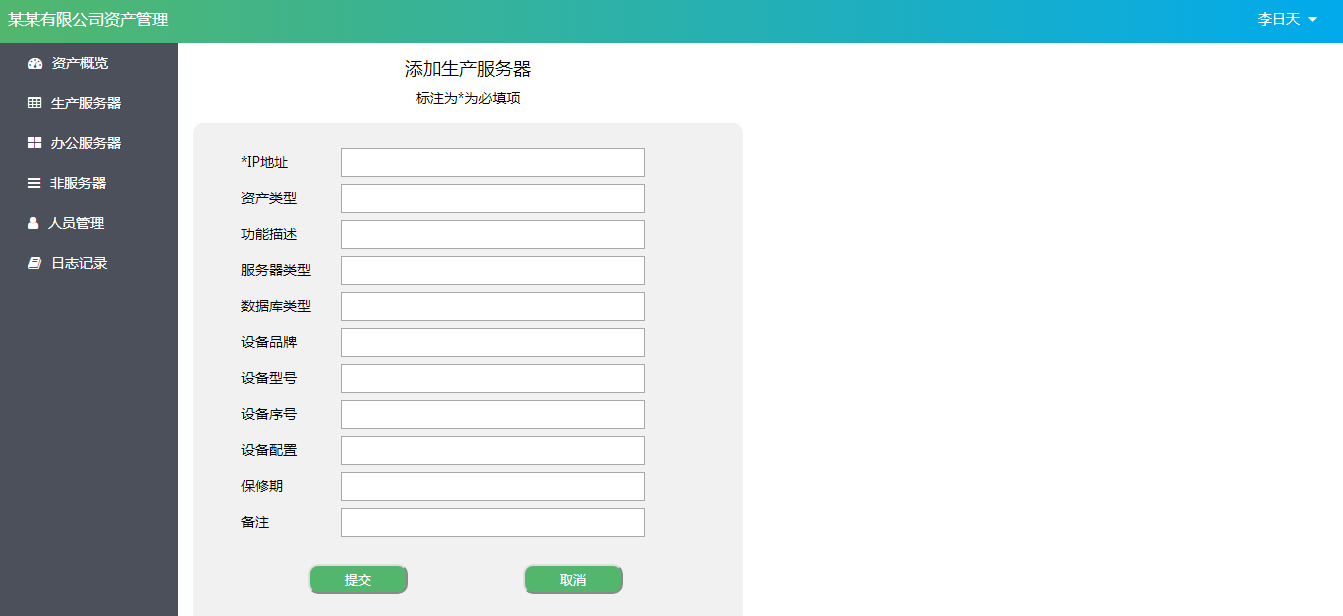 某某有限公司资产管理
李日天
资产概览
生产服务器
办公服务器
非服务器
人员管理
日志记录
添加生产服务器
标注为*为必填项
*IP地址
资产类型
功能描述
服务器类型
数据库类型
设备品牌
设备型号
设备序号
设备配置
保修期
备注
提交
取消